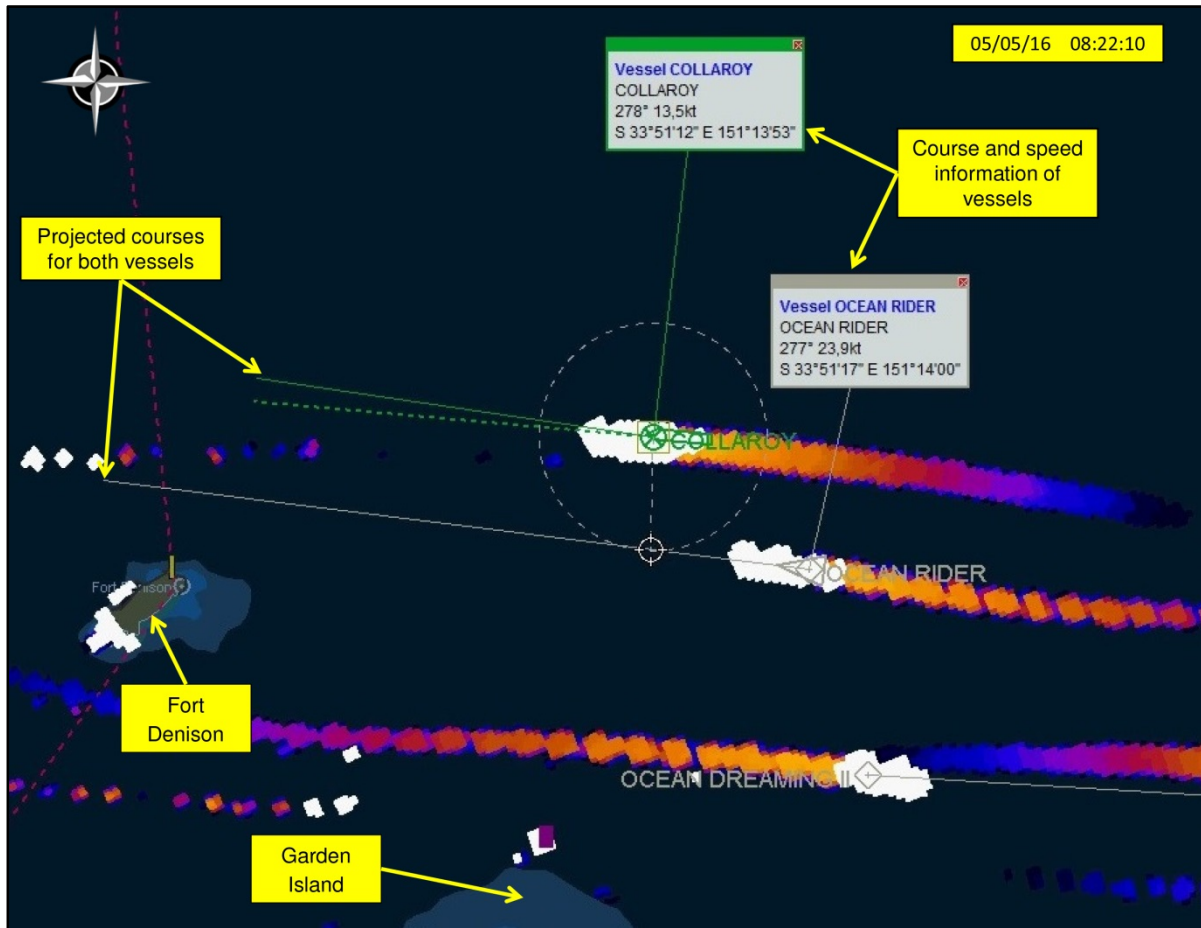 05/05/16 08:22:10
Vessel COLLAROY
COLLAROY
278° 13,5kt
S 33°51'12" E 151°13'53"
Course and speed
information of
vessels
Projected courses
for both vessels
Vessel OCEAN RIDER
OCEAN RIDER
277° 23,9kt
S 33°51'17" E 151°14'00"
COLLAROY
OCEAN RIDER
Fort Denison
Fort
Denison
OCEAN DREAMING II
Garden
Island